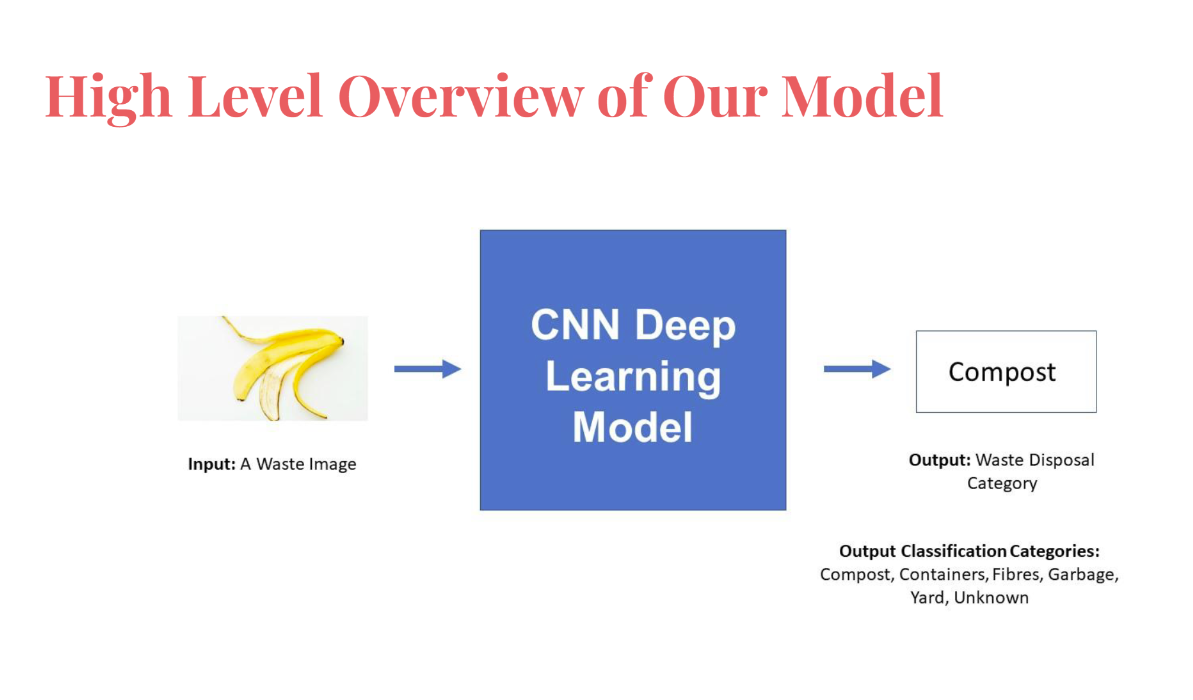 High Level Overview of Our Model
CNN Deep
Learning
Model
Compost
Input: A Waste Image
Output: Waste Disposal
Category
Output Classification Categories:
Compost, Containers, Fibres, Garbage,
Yard, Unknown